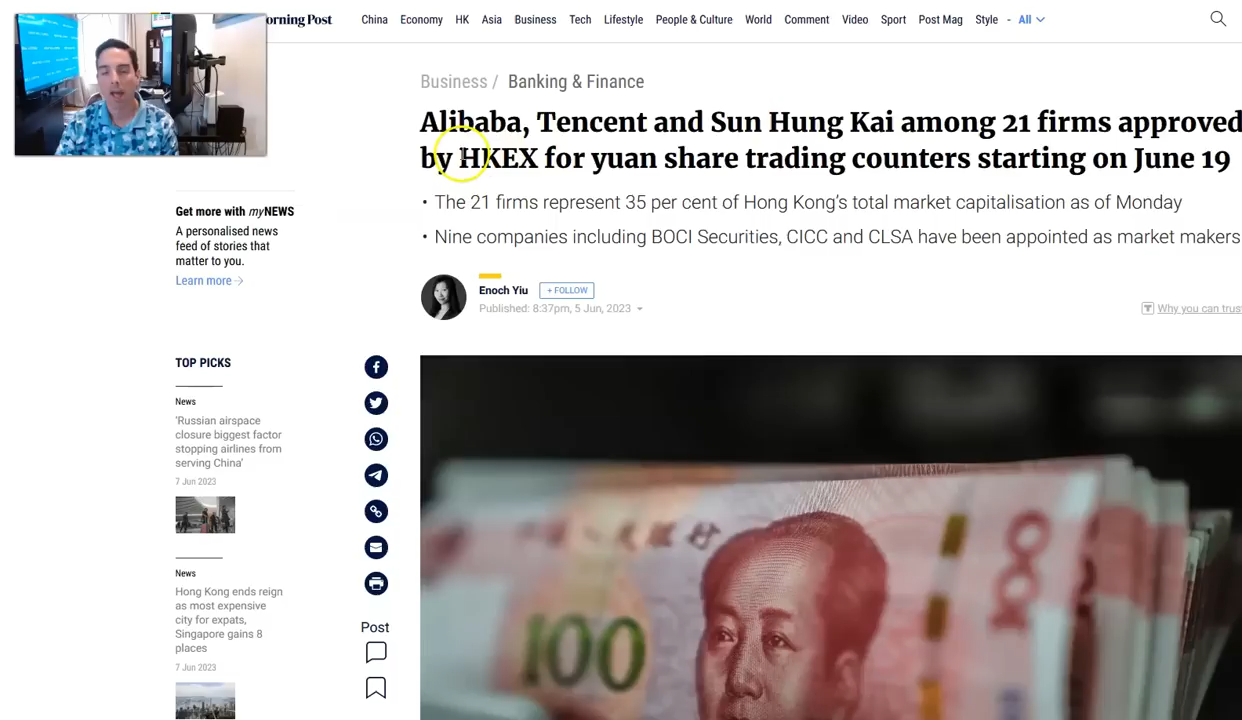 orning Post
China Economy HK Asia Business Tech Lifestyle People & Culture World Comment Video Sport Post Mag Style - All
Business / Banking & Finance
Alibaba, Tencent and Sun Hung Kai among 21 firms approved
by HKEX for yuan share trading counters starting on June 19
• The 21 firms represent 35 per cent of Hong Kong's total market capitalisation as of Monday
• Nine companies including BOCI Securities, CICC and CLSA have been appointed as market makers
Get more with myNEWS
A personalised news
feed of stories that
matter to you.
Learn more
Enoch Yiu + FOLLOW
Published: 8:37pm, 5 Jun, 2023
Why you can trust
TOP PICKS
News
'Russian airspace
closure biggest factor
stopping airlines from
serving China'
7 Jun 2023
News
Hong Kong ends reign
as most expensive
city for expats,
Singapore gains 8
places
7 Jun 2023
Post
100
100